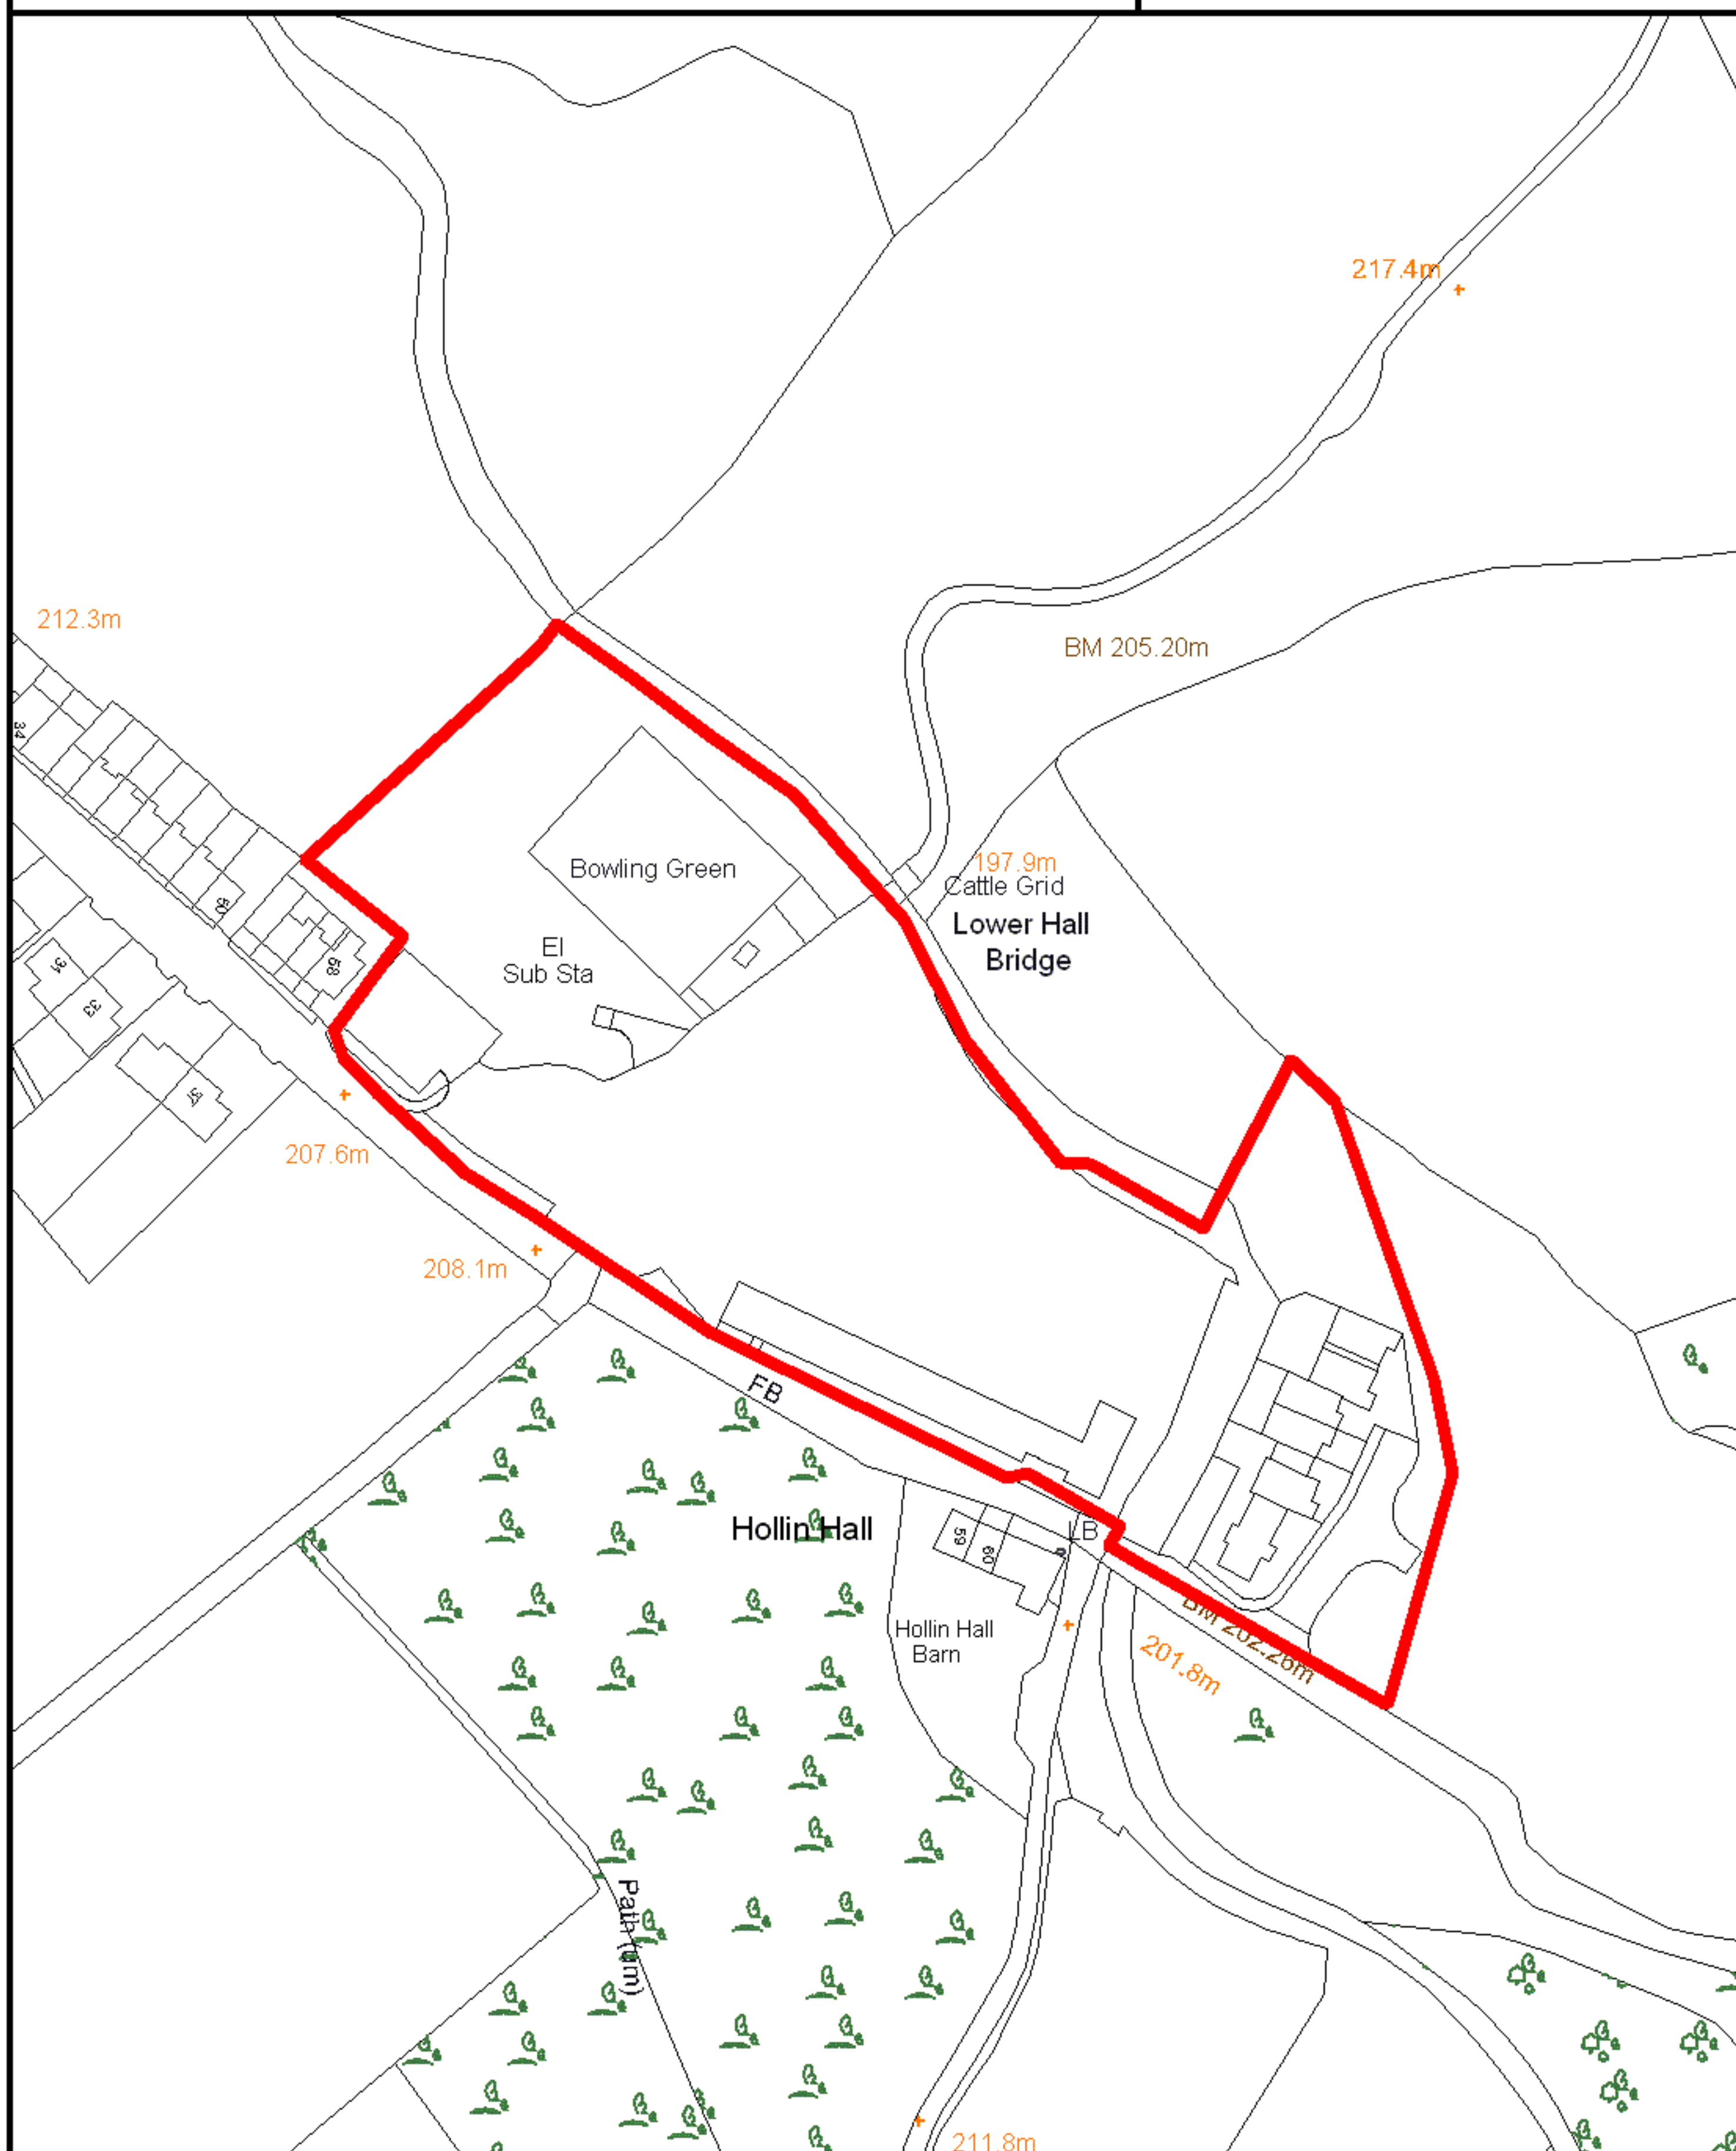 217.4m
212.3m
BM 205.20m
34
197.9m
Cattle Grid
Bowling Green
50
Lower Hall
Bridge
El
Sub Sta
58
31
33
37
207.6m
208.1m
FB
Hollin Hall
LB
59
60
Hollin Hall
Barn
BM 202.26m
201.8m
Path (um)
211.8m